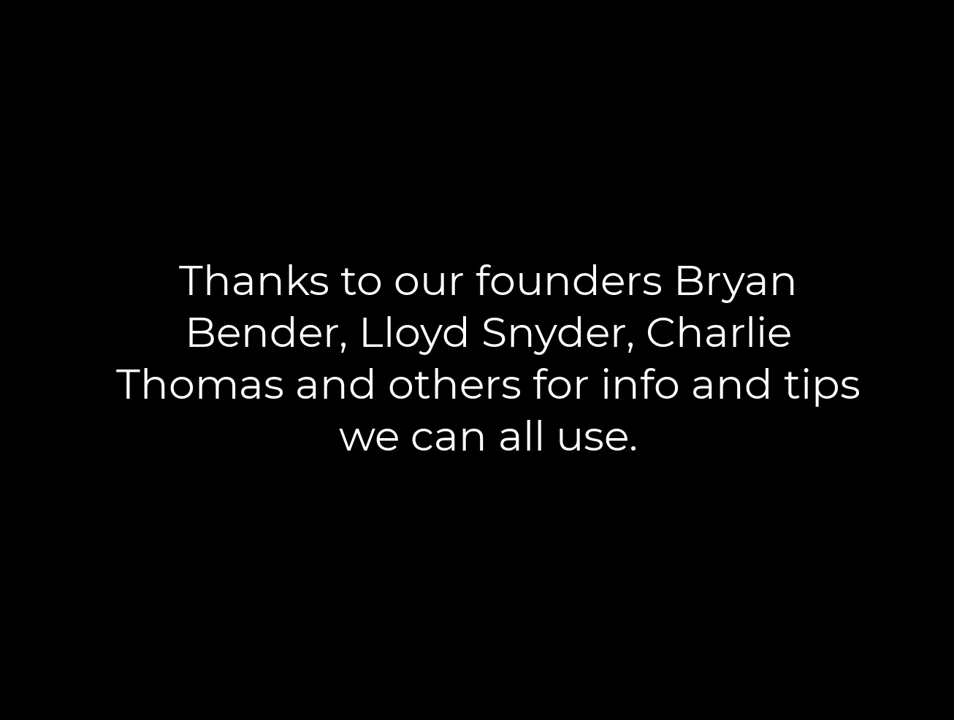 Thanks to our founders Bryan
Bender, Lloyd Snyder, Charlie
Thomas and others for info and tips
we can all use.